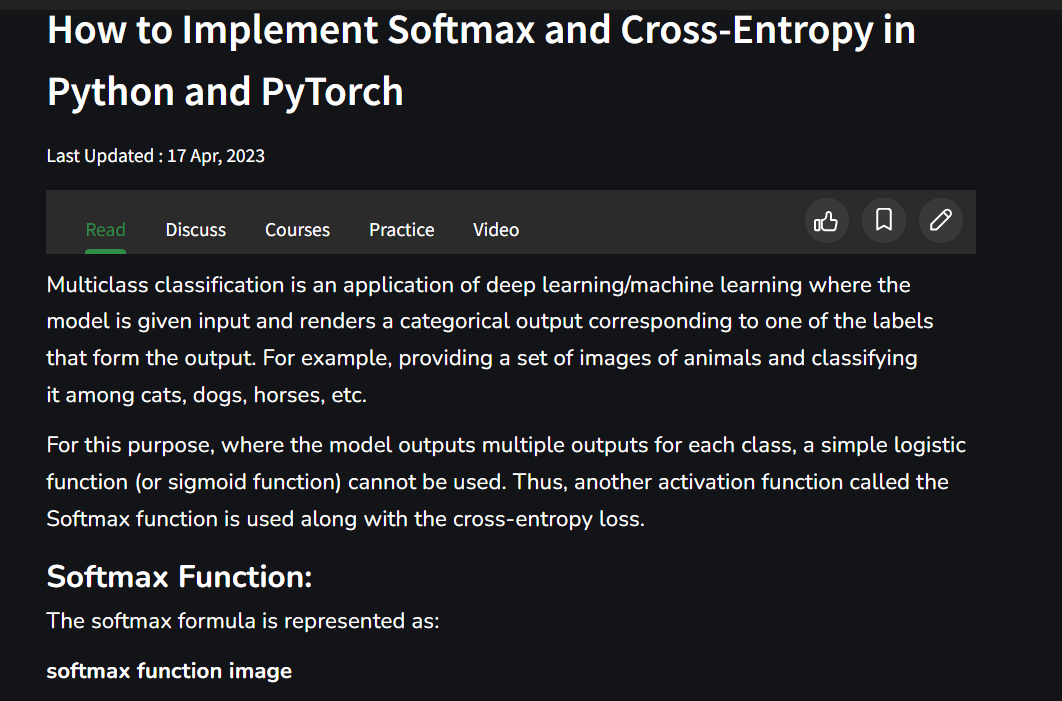 How to Implement Softmax and Cross-Entropy in
Python and PyTorch
Last Updated : 17 Apr, 2023
Read Discuss Courses Practice Video
Multiclass classification is an application of deep learning/machine learning where the
model is given input and renders a categorical output corresponding to one of the labels
that form the output. For example, providing a set of images of animals and classifying
it among cats, dogs, horses, etc.
For this purpose, where the model outputs multiple outputs for each class, a simple logistic
function (or sigmoid function) cannot be used. Thus, another activation function called the
Softmax function is used along with the cross-entropy loss.
Softmax Function:
The softmax formula is represented as:
softmax function image